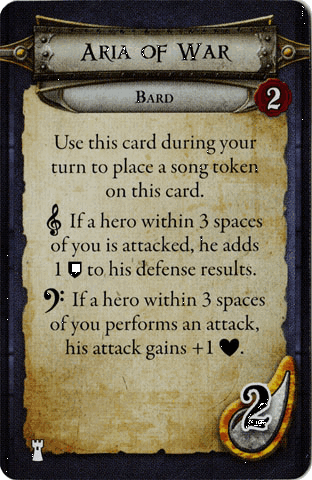 Aria of War
Bard
2
Use this card during your
turn to place a song token
on this card.
𝄞 If a hero within 3 spaces
of you is attacked, he adds
1 ⛊ to his defense results.
𝄢 If a hero within 3 spaces
of you performs an attack,
his attack gains +1 ♥.
2